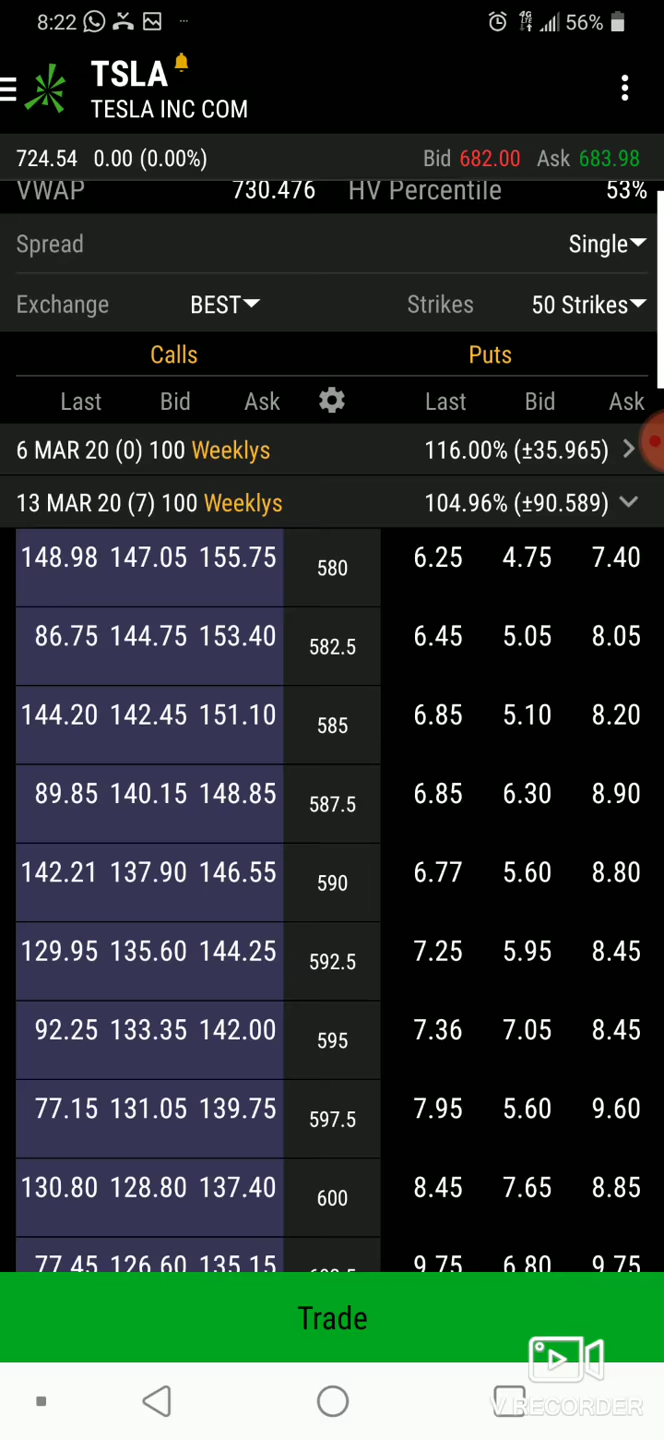 8:22 56%
TSLA
TESLA INC COM
724.54 0.00 (0.00%) Bid 682.00 Ask 683.98
VWAP 730.476 HV Percentile 53%
Spread Single
Exchange BEST Strikes 50 Strikes
Calls Puts
Last Bid Ask Last Bid Ask
6 MAR 20 (0) 100 Weeklys 116.00% (±35.965)
13 MAR 20 (7) 100 Weeklys 104.96% (±90.589)
148.98 147.05 155.75 580 6.25 4.75 7.40
86.75 144.75 153.40 582.5 6.45 5.05 8.05
144.20 142.45 151.10 585 6.85 5.10 8.20
89.85 140.15 148.85 587.5 6.85 6.30 8.90
142.21 137.90 146.55 590 6.77 5.60 8.80
129.95 135.60 144.25 592.5 7.25 5.95 8.45
92.25 133.35 142.00 595 7.36 7.05 8.45
77.15 131.05 139.75 597.5 7.95 5.60 9.60
130.80 128.80 137.40 600 8.45 7.65 8.85
77.45 126.60 135.15 9.75 6.80 9.75
Trade
V RECORDER